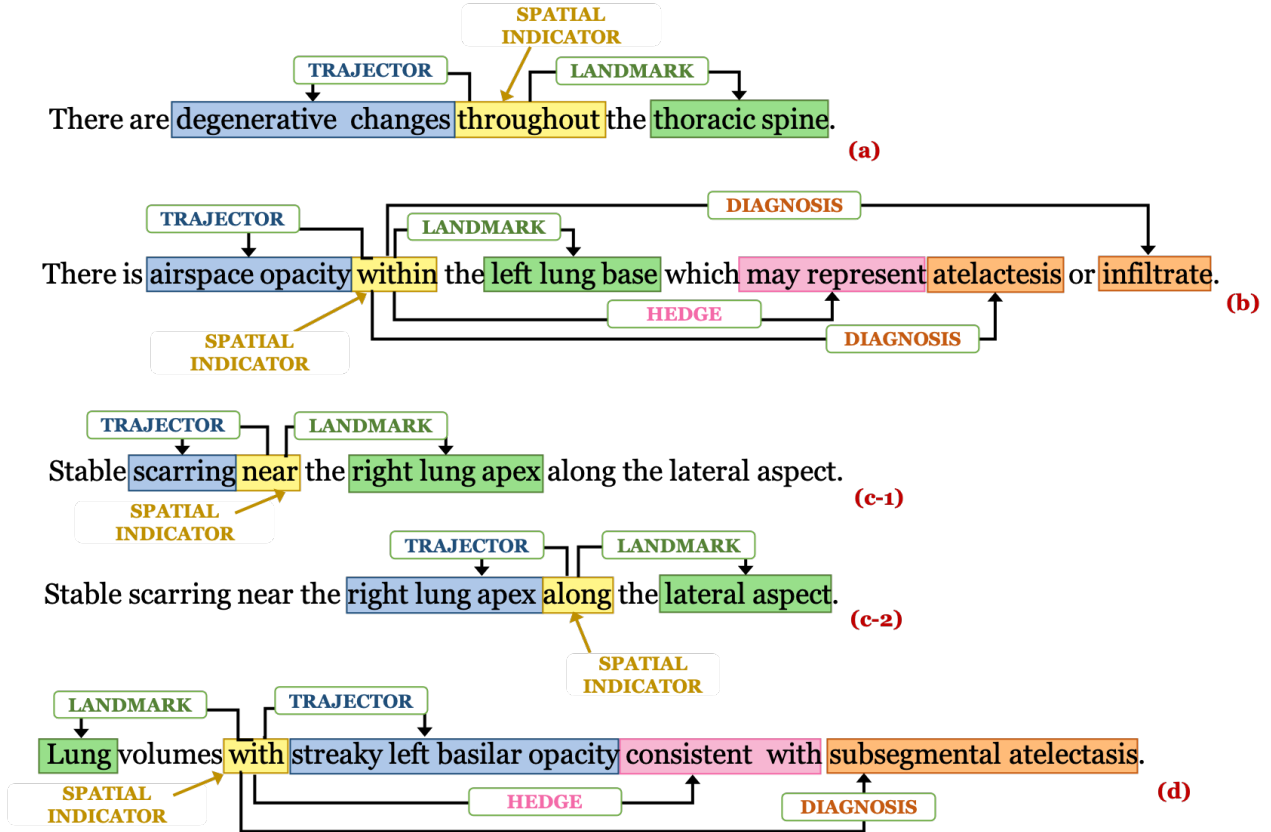 SPATIAL
INDICATOR
TRAJECTOR
LANDMARK
There are degenerative changes throughout the thoracic spine.
(a)
DIAGNOSIS
TRAJECTOR
LANDMARK
There is airspace opacity within the left lung base which may represent atelactesis or infiltrate.
(b)
HEDGE
SPATIAL
INDICATOR
DIAGNOSIS
TRAJECTOR
LANDMARK
Stable scarring near the right lung apex along the lateral aspect.
(c-1)
SPATIAL
INDICATOR
TRAJECTOR
LANDMARK
Stable scarring near the right lung apex along the lateral aspect.
(c-2)
SPATIAL
INDICATOR
LANDMARK
TRAJECTOR
Lung volumes with streaky left basilar opacity consistent with subsegmental atelectasis.
(d)
SPATIAL
INDICATOR
HEDGE
DIAGNOSIS